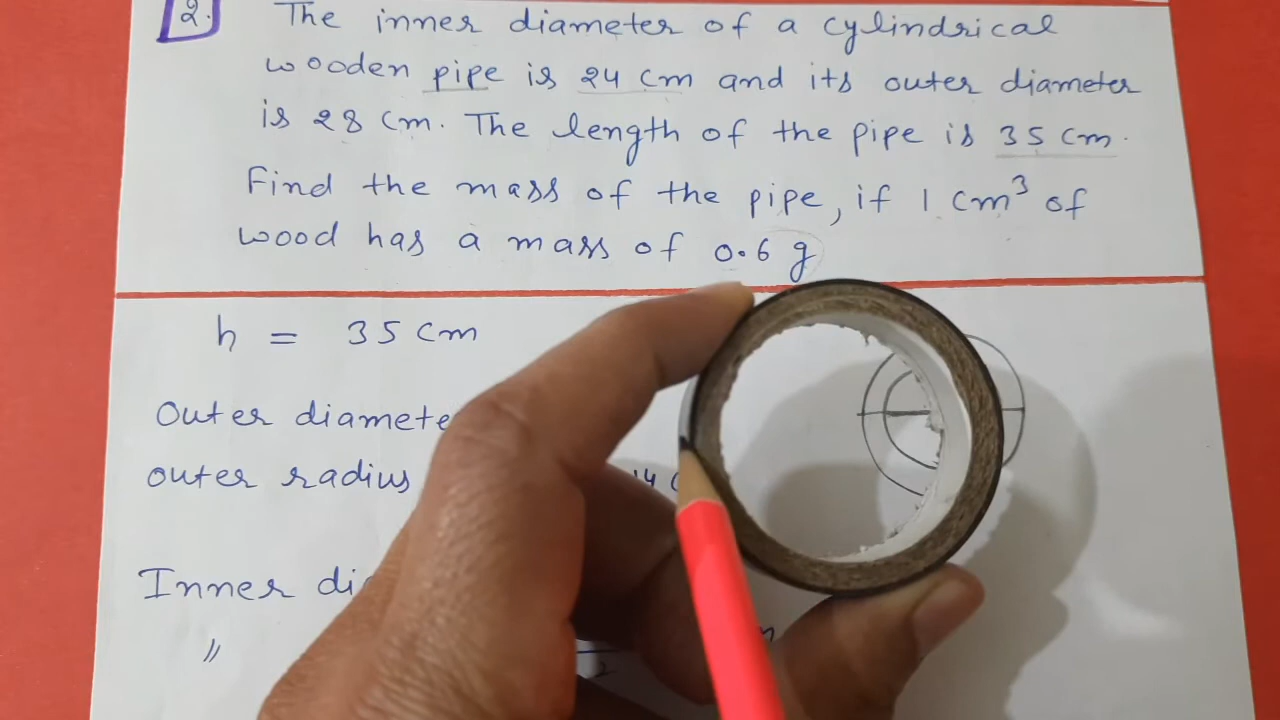 2. The inner diameter of a cylindrical
wooden pipe is 24 cm and its outer diameter
is 28 cm. The length of the pipe is 35 cm.
Find the mass of the pipe, if 1 cm³ of
wood has a mass of 0.6 g
h = 35 cm
Outer diamete
outer radius 14 c
Inner di
〃 2